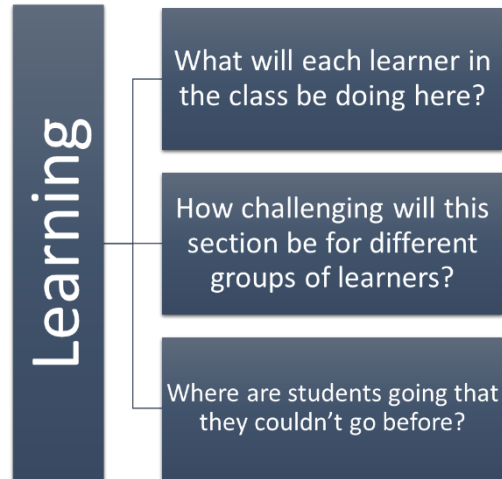 Learning
What will each learner in
the class be doing here?
How challenging will this
section be for different
groups of learners?
Where are students going that
they couldn’t go before?